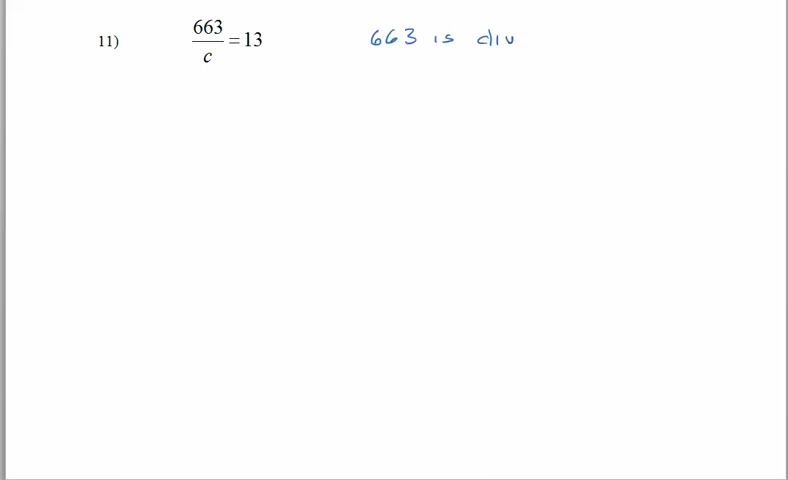 11) 663/c = 13 663 is div